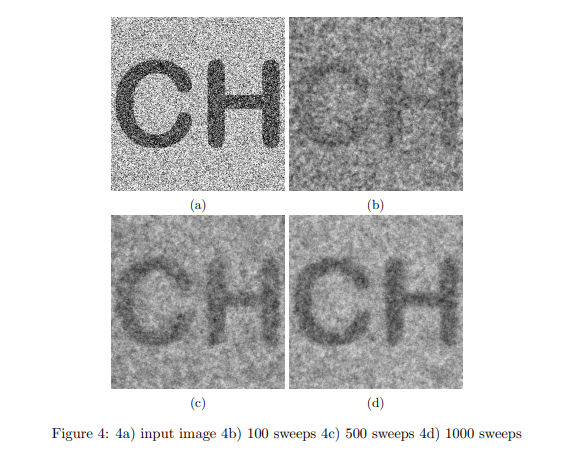 CH
CH
(a)
(b)
CH
CH
(c)
(d)
Figure 4: 4a) input image 4b) 100 sweeps 4c) 500 sweeps 4d) 1000 sweeps